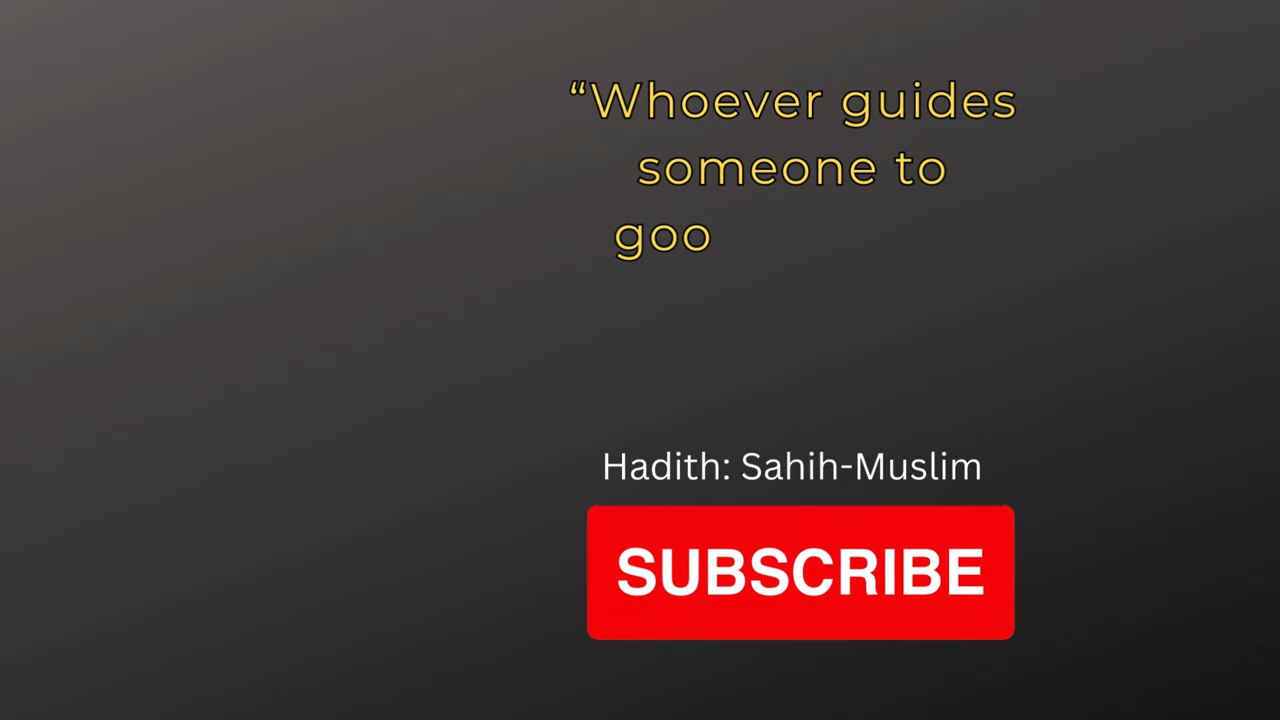 “Whoever guides
someone to
goo
Hadith: Sahih-Muslim
SUBSCRIBE